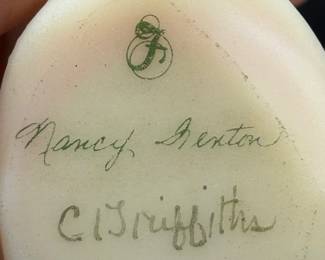 F
Nancy Fenton
C Griffiths